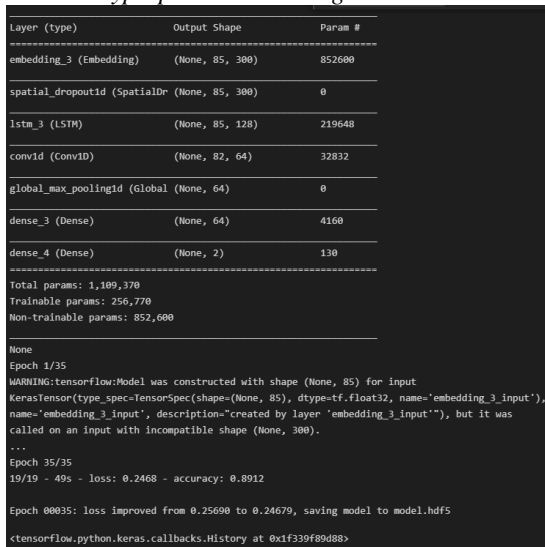 Layer (type) Output Shape Param #
=================================================================
embedding_3 (Embedding) (None, 85, 300) 852600
spatial_dropout1d (SpatialDr (None, 85, 300) 0
lstm_3 (LSTM) (None, 85, 128) 219648
conv1d (Conv1D) (None, 82, 64) 32832
global_max_pooling1d (Global (None, 64) 0
dense_3 (Dense) (None, 64) 4160
dense_4 (Dense) (None, 2) 130
=================================================================
Total params: 1,109,370
Trainable params: 256,770
Non-trainable params: 852,600
None
Epoch 1/35
WARNING:tensorflow:Model was constructed with shape (None, 85) for input
KerasTensor(type_spec=TensorSpec(shape=(None, 85), dtype=tf.float32, name='embedding_3_input'),
name='embedding_3_input', description="created by layer 'embedding_3_input'"), but it was
called on an input with incompatible shape (None, 300).
...
Epoch 35/35
19/19 - 49s - loss: 0.2468 - accuracy: 0.8912
Epoch 00035: loss improved from 0.25690 to 0.24679, saving model to model.hdf5
<tensorflow.python.keras.callbacks.History at 0x1f339f89d88>